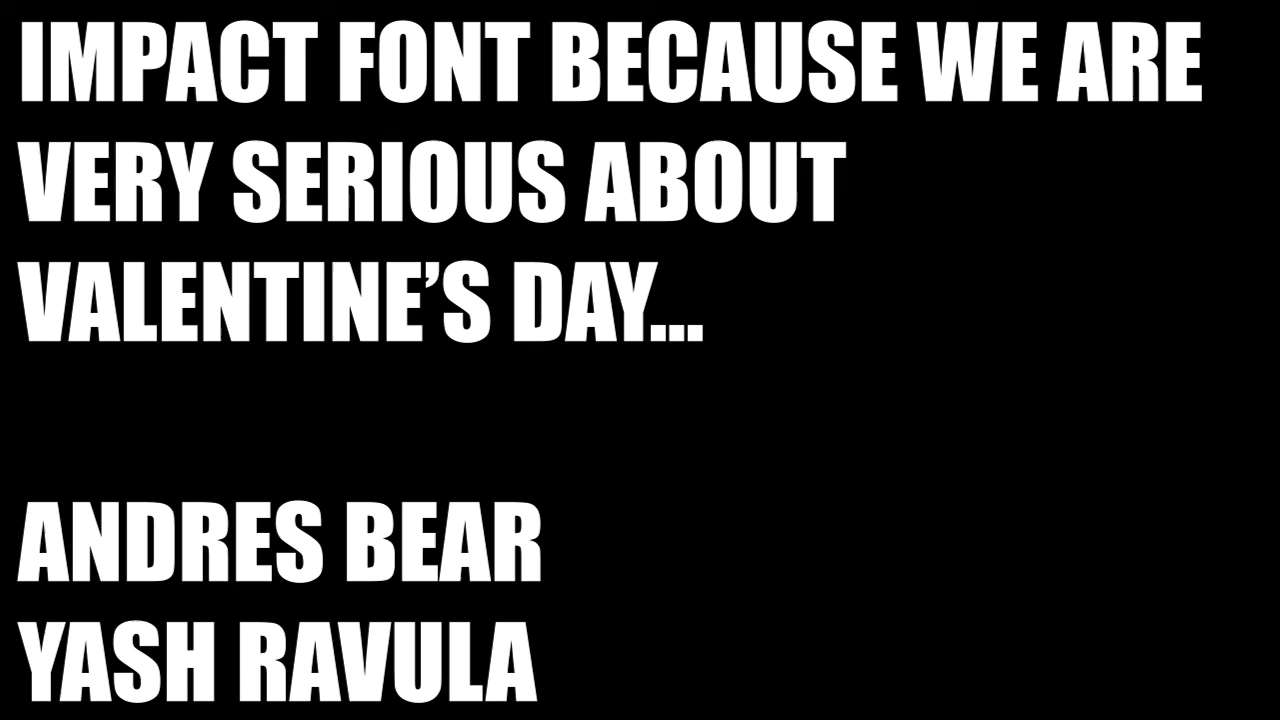 IMPACT FONT BECAUSE WE ARE
VERY SERIOUS ABOUT
VALENTINE’S DAY...
ANDRES BEAR
YASH RAVULA